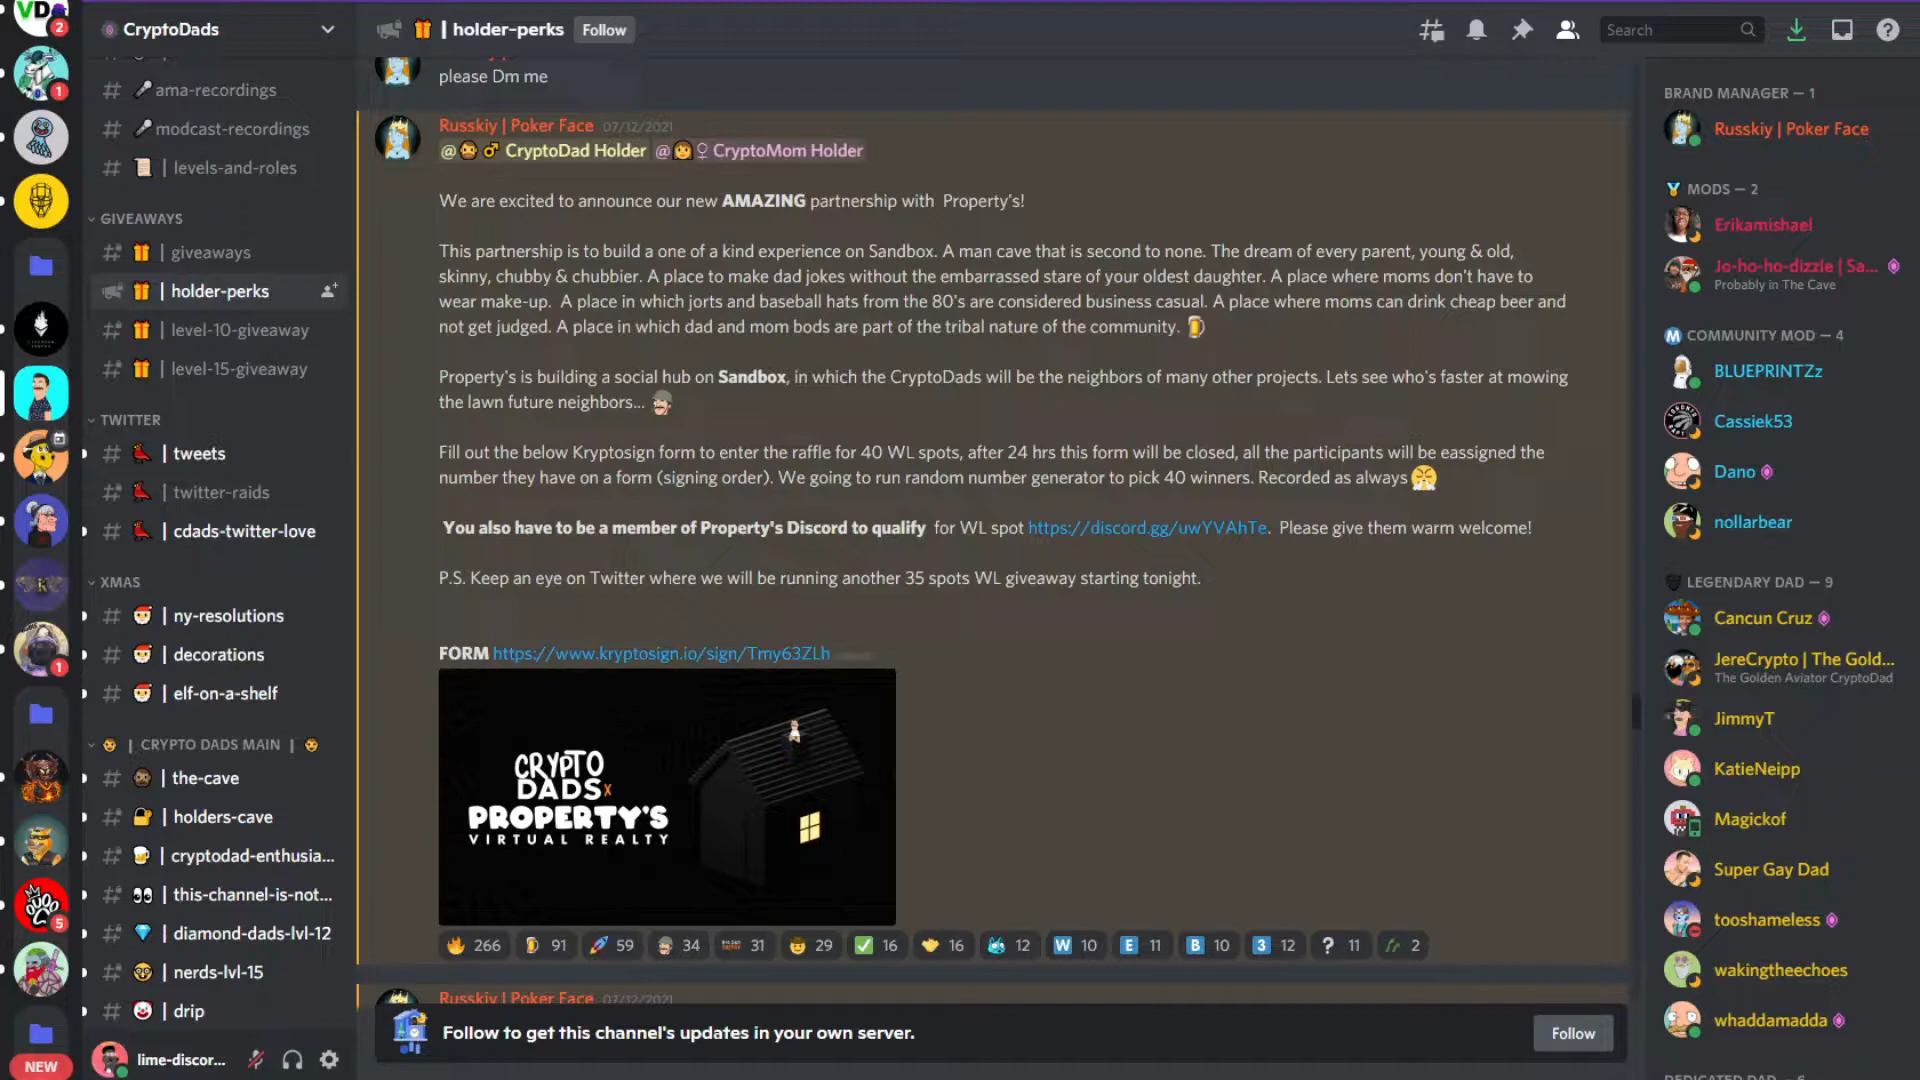 VD
2
1
1
5
NEW
CryptoDads
ama-recordings
modcast-recordings
| levels-and-roles
GIVEAWAYS
| giveaways
| holder-perks
| level-10-giveaway
| level-15-giveaway
TWITTER
| tweets
| twitter-raids
| cdads-twitter-love
XMAS
| ny-resolutions
| decorations
| elf-on-a-shelf
| CRYPTO DADS MAIN |
| the-cave
| holders-cave
| cryptodad-enthusia...
| this-channel-is-not...
| diamond-dads-lvl-12
| nerds-lvl-15
| drip
lime-discor...
| holder-perks
Follow
Search
please Dm me
Russkiy | Poker Face 07/12/2021
@ CryptoDad Holder @ CryptoMom Holder
We are excited to announce our new AMAZING partnership with Property's!
This partnership is to build a one of a kind experience on Sandbox. A man cave that is second to none. The dream of every parent, young & old,
skinny, chubby & chubbier. A place to make dad jokes without the embarrassed stare of your oldest daughter. A place where moms don't have to
wear make-up. A place in which jorts and baseball hats from the 80's are considered business casual. A place where moms can drink cheap beer and
not get judged. A place in which dad and mom bods are part of the tribal nature of the community.
Property's is building a social hub on Sandbox, in which the CryptoDads will be the neighbors of many other projects. Lets see who's faster at mowing
the lawn future neighbors...
Fill out the below Kryptosign form to enter the raffle for 40 WL spots, after 24 hrs this form will be closed, all the participants will be eassigned the
number they have on a form (signing order). We going to run random number generator to pick 40 winners. Recorded as always
You also have to be a member of Property's Discord to qualify for WL spot https://discord.gg/uwYVAhTe. Please give them warm welcome!
P.S. Keep an eye on Twitter where we will be running another 35 spots WL giveaway starting tonight.
FORM https://www.kryptosign.io/sign/Tmy63ZLh
CRYPTO
DADS x
PROPERTY'S
VIRTUAL REALTY
266 91 59 34 31 29 16 16 12 W 10 E 11 B 10 3 12 ? 11 2
Russkiy | Poker Face 07/12/2021
Follow to get this channel's updates in your own server.
Follow
BRAND MANAGER — 1
Russkiy | Poker Face
MODS — 2
Erikamishael
Jo-ho-ho-dizzle | Sa...
Probably in The Cave
M COMMUNITY MOD — 4
BLUEPRINTZz
Cassiek53
Dano
nollarbear
LEGENDARY DAD — 9
Cancun Cruz
JereCrypto | The Gold...
The Golden Aviator CryptoDad
JimmyT
KatieNeipp
Magickof
Super Gay Dad
tooshameless
wakingtheechoes
whaddamadda